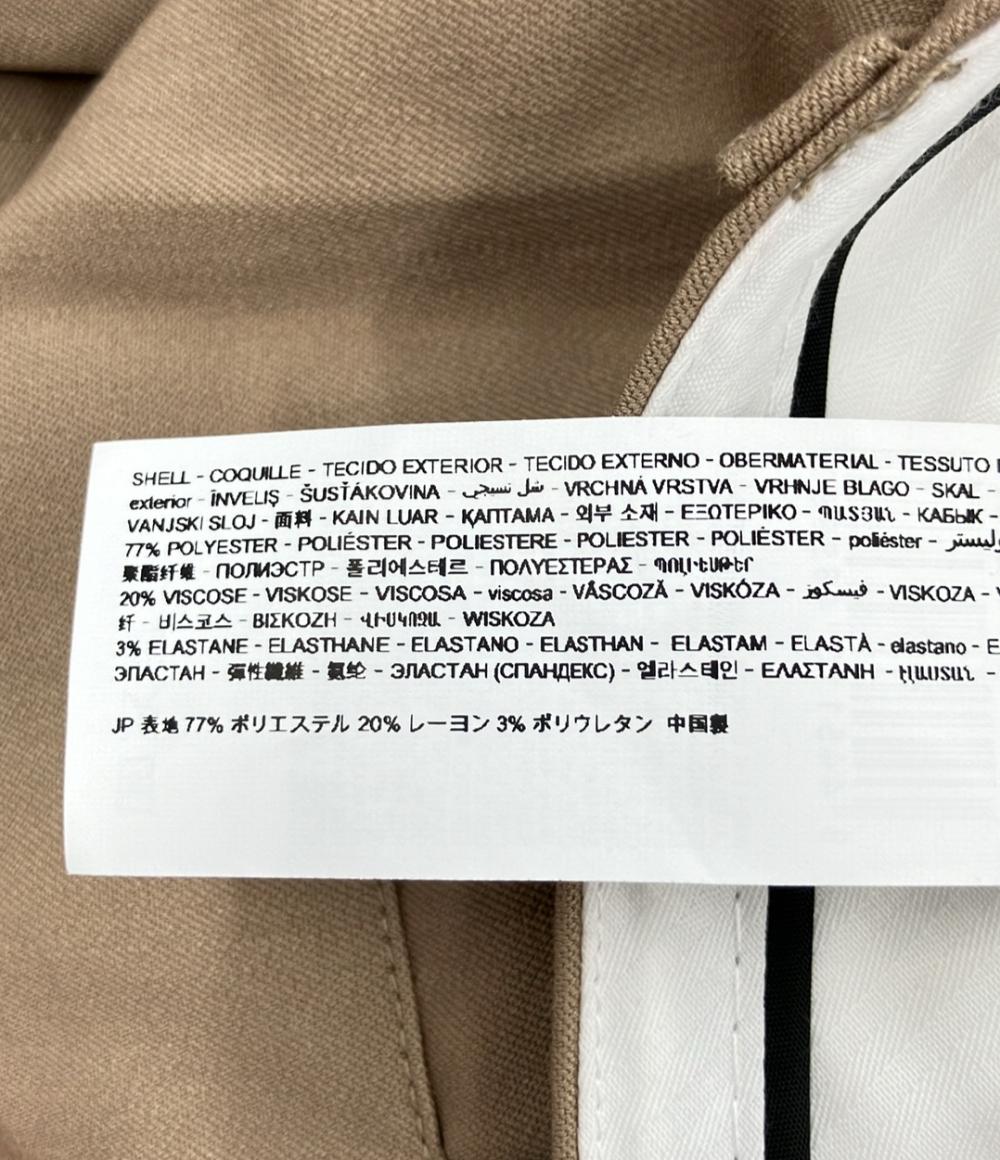 SHELL - COQUILLE - TECIDO EXTERIOR - TECIDO EXTERNO - OBERMATERIAL - TESSUTO
exterior - ÎNVELIȘ - ŠUSŤÁKOVINA - شل نسيجي - VRCHNÁ VRSTVA - VRHNJE BLAGO - SKAL -
VANJSKI SLOJ - 面料 - KAIN LUAR - ҚАПТАМА - 외부 소재 - ΕΞΩΤΕΡΙΚΟ - ՊԱՏՅԱՆ - КАБЫК -
77% POLYESTER - POLIÉSTER - POLIESTERE - POLIESTER - POLIÉSTER - poliéster -
聚酯纤维 - ПОЛИЭСТР - 폴리에스테르 - ΠΟΛΥΕΣΤΕΡΑΣ - ՊՈԼԻԵՍԹԵՐ
20% VISCOSE - VISKOSE - VISCOSA - viscosa - VÂSCOZĂ - VISKÓZA - فيسكوز - VISKOZA -
纤 - 비스코스 - ΒΙΣΚΟΖΗ - ՎԻՍԿՈԶԱ - WISKOZA
3% ELASTANE - ELASTHANE - ELASTANO - ELASTHAN - ELASTAM - ELASTÀ - elastano -
ЭЛАСТАН - 彈性纖維 - 氨纶 - ЭЛАСТАН (СПАНДЕКС) - 엘라스테인 - ΕΛΑΣΤΑΝΗ - ԷԼԱՍՏԱՆ -
JP 表地 77% ポリエステル 20% レーヨン 3% ポリウレタン 中国製